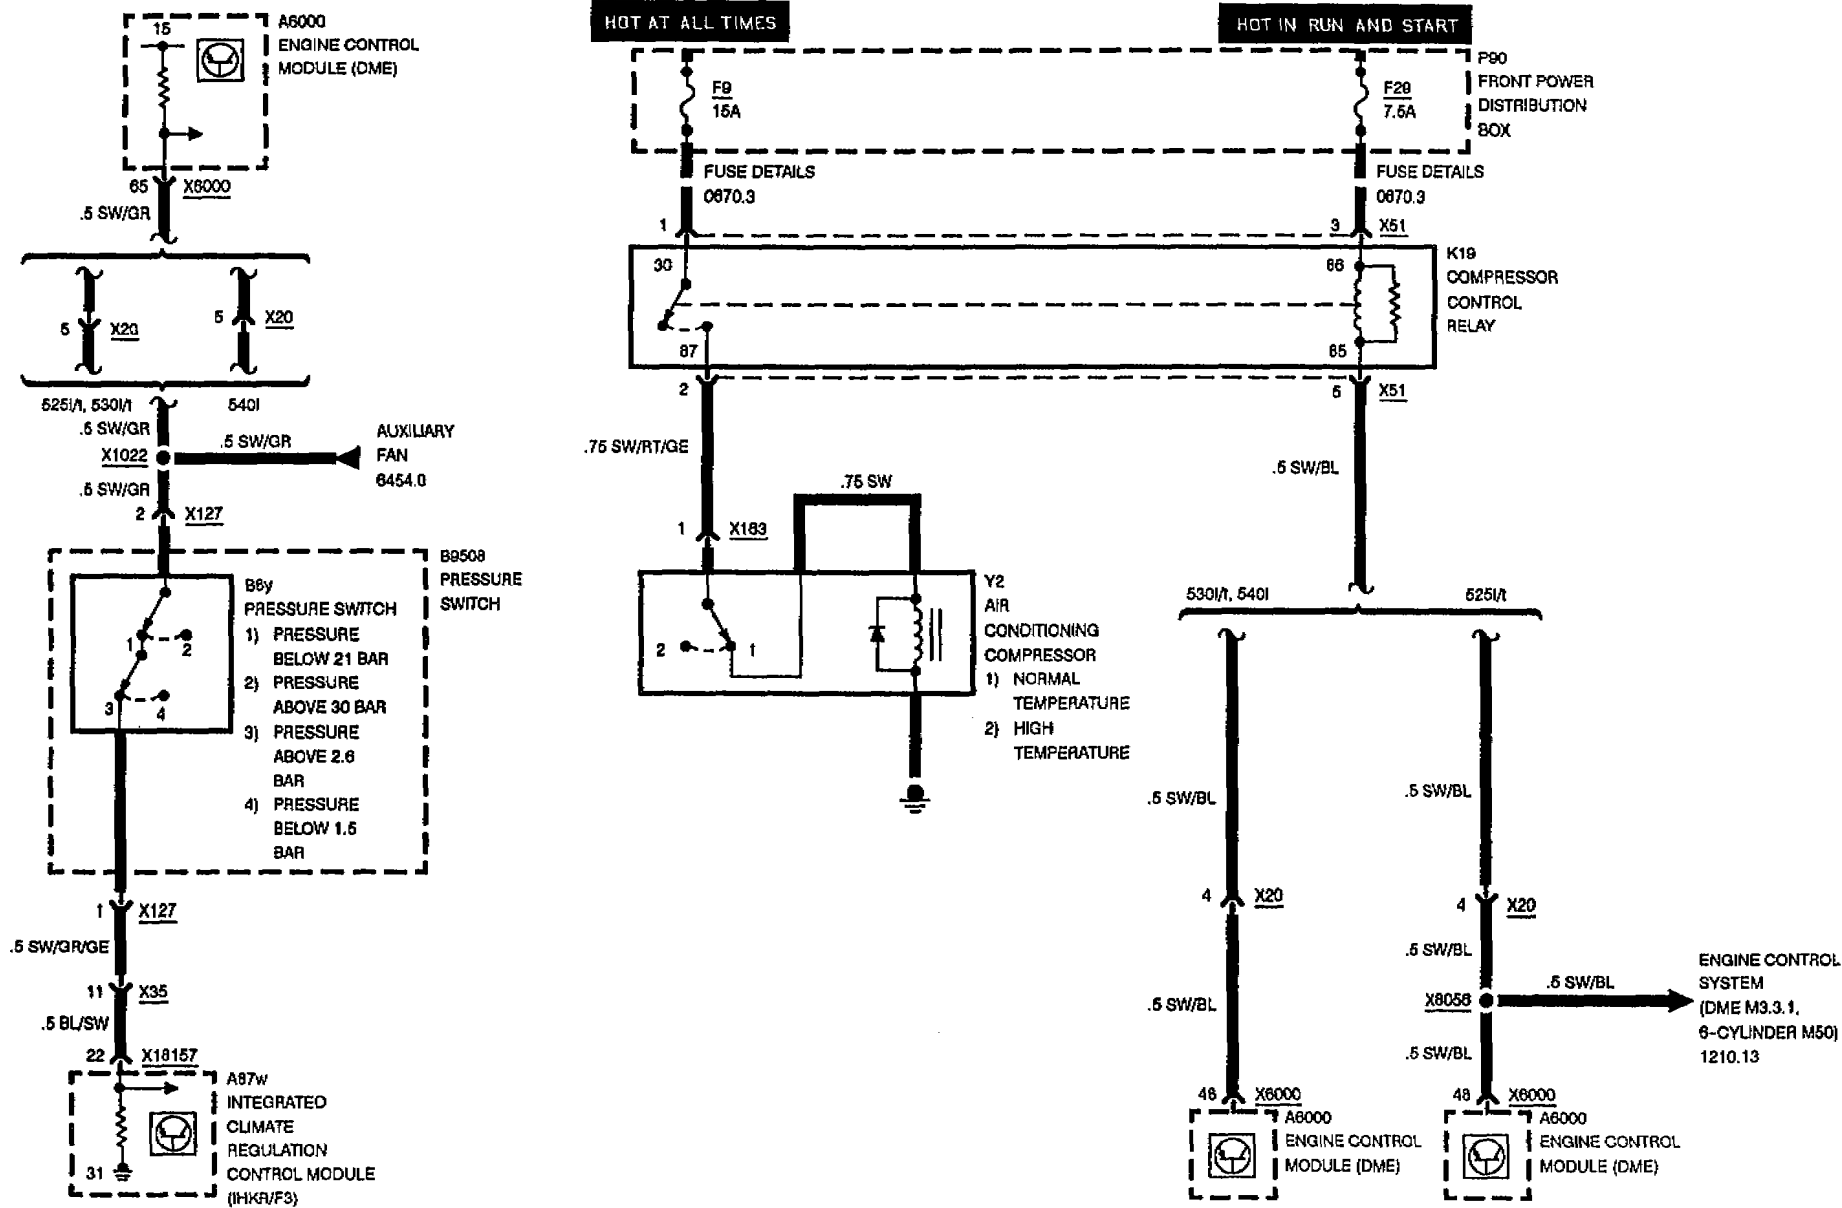 15
A6000
ENGINE CONTROL
MODULE (DME)
65 X6000
.5 SW/GR
5 X20
5 X20
525i/t, 530i/t
540i
.5 SW/GR
X1022
.5 SW/GR
AUXILIARY
FAN
6454.0
.5 SW/GR
2 X127
B9508
PRESSURE
SWITCH
B8y
PRESSURE SWITCH
1) PRESSURE
BELOW 21 BAR
2) PRESSURE
ABOVE 30 BAR
3) PRESSURE
ABOVE 2.6
BAR
4) PRESSURE
BELOW 1.5
BAR
1
2
3
4
1 X127
.5 SW/GR/GE
11 X35
.5 BL/SW
22 X18157
31
A87w
INTEGRATED
CLIMATE
REGULATION
CONTROL MODULE
(IHKR/F3)
HOT AT ALL TIMES
HOT IN RUN AND START
F9
15A
F29
7.5A
P90
FRONT POWER
DISTRIBUTION
BOX
FUSE DETAILS
0670.3
FUSE DETAILS
0670.3
1
3 X51
30
87
86
85
K19
COMPRESSOR
CONTROL
RELAY
2
5 X51
.75 SW/RT/GE
.75 SW
.5 SW/BL
1 X183
2
1
Y2
AIR
CONDITIONING
COMPRESSOR
1) NORMAL
TEMPERATURE
2) HIGH
TEMPERATURE
530i/t, 540i
525i/t
.5 SW/BL
.5 SW/BL
4 X20
4 X20
.5 SW/BL
.5 SW/BL
X8056
.5 SW/BL
ENGINE CONTROL
SYSTEM
(DME M3.3.1,
6-CYLINDER M50)
1210.13
.5 SW/BL
X6000
48 X6000
A6000
ENGINE CONTROL
MODULE (DME)
A6000
ENGINE CONTROL
MODULE (DME)